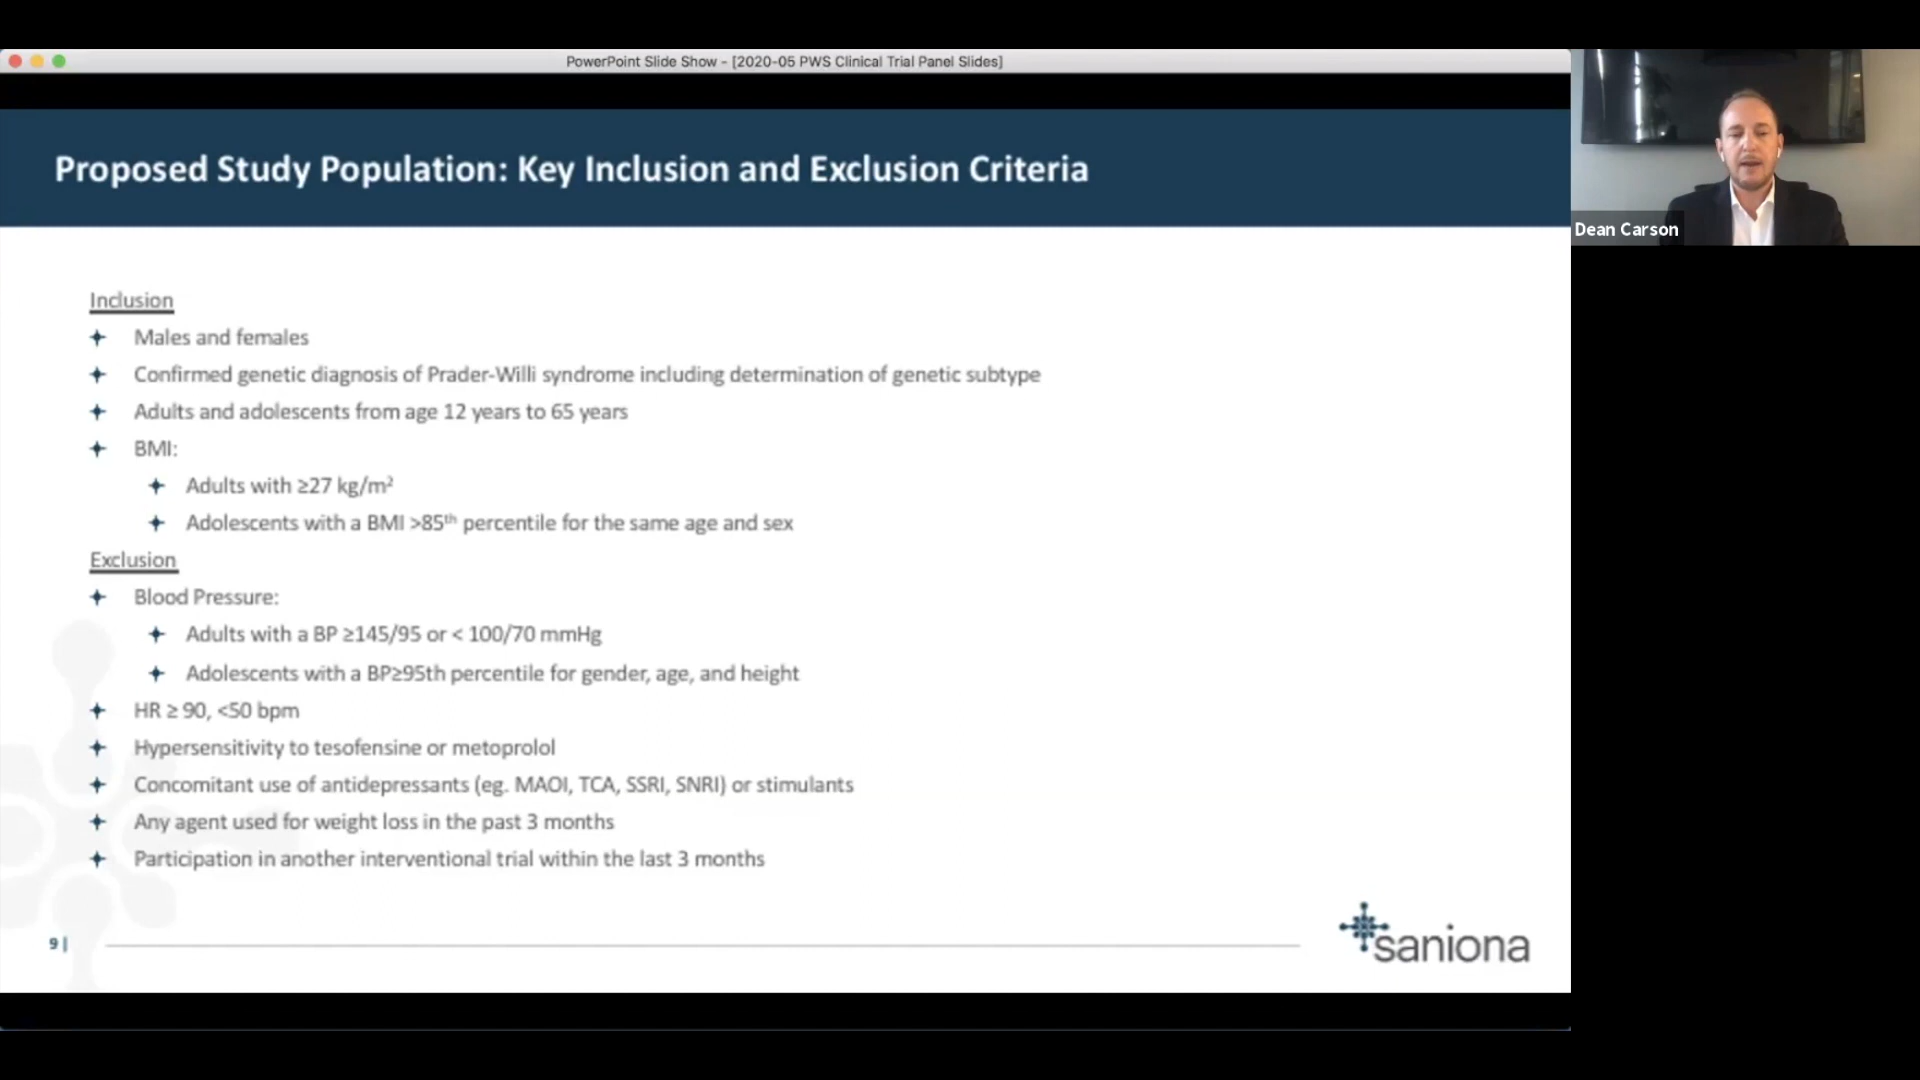 PowerPoint Slide Show - [2020-05 PWS Clinical Trial Panel Slides]
Proposed Study Population: Key Inclusion and Exclusion Criteria
Dean Carson
Inclusion
Males and females
Confirmed genetic diagnosis of Prader-Willi syndrome including determination of genetic subtype
Adults and adolescents from age 12 years to 65 years
BMI:
Adults with ≥27 kg/m²
Adolescents with a BMI >85th percentile for the same age and sex
Exclusion
Blood Pressure:
Adults with a BP ≥145/95 or < 100/70 mmHg
Adolescents with a BP≥95th percentile for gender, age, and height
HR ≥ 90, <50 bpm
Hypersensitivity to tesofensine or metoprolol
Concomitant use of antidepressants (eg. MAOI, TCA, SSRI, SNRI) or stimulants
Any agent used for weight loss in the past 3 months
Participation in another interventional trial within the last 3 months
9 |
saniona